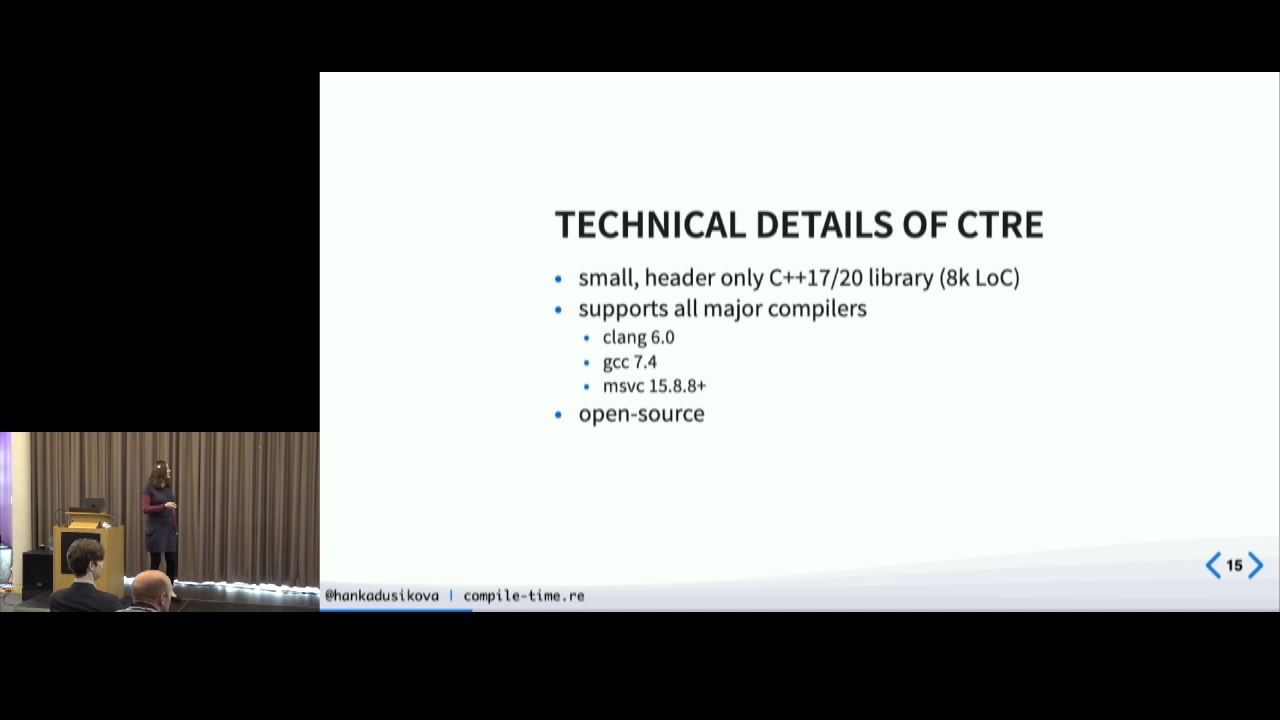 TECHNICAL DETAILS OF CTRE
small, header only C++17/20 library (8k LoC)
supports all major compilers
clang 6.0
gcc 7.4
msvc 15.8.8+
open-source
15
@hankadusikova | compile-time.re